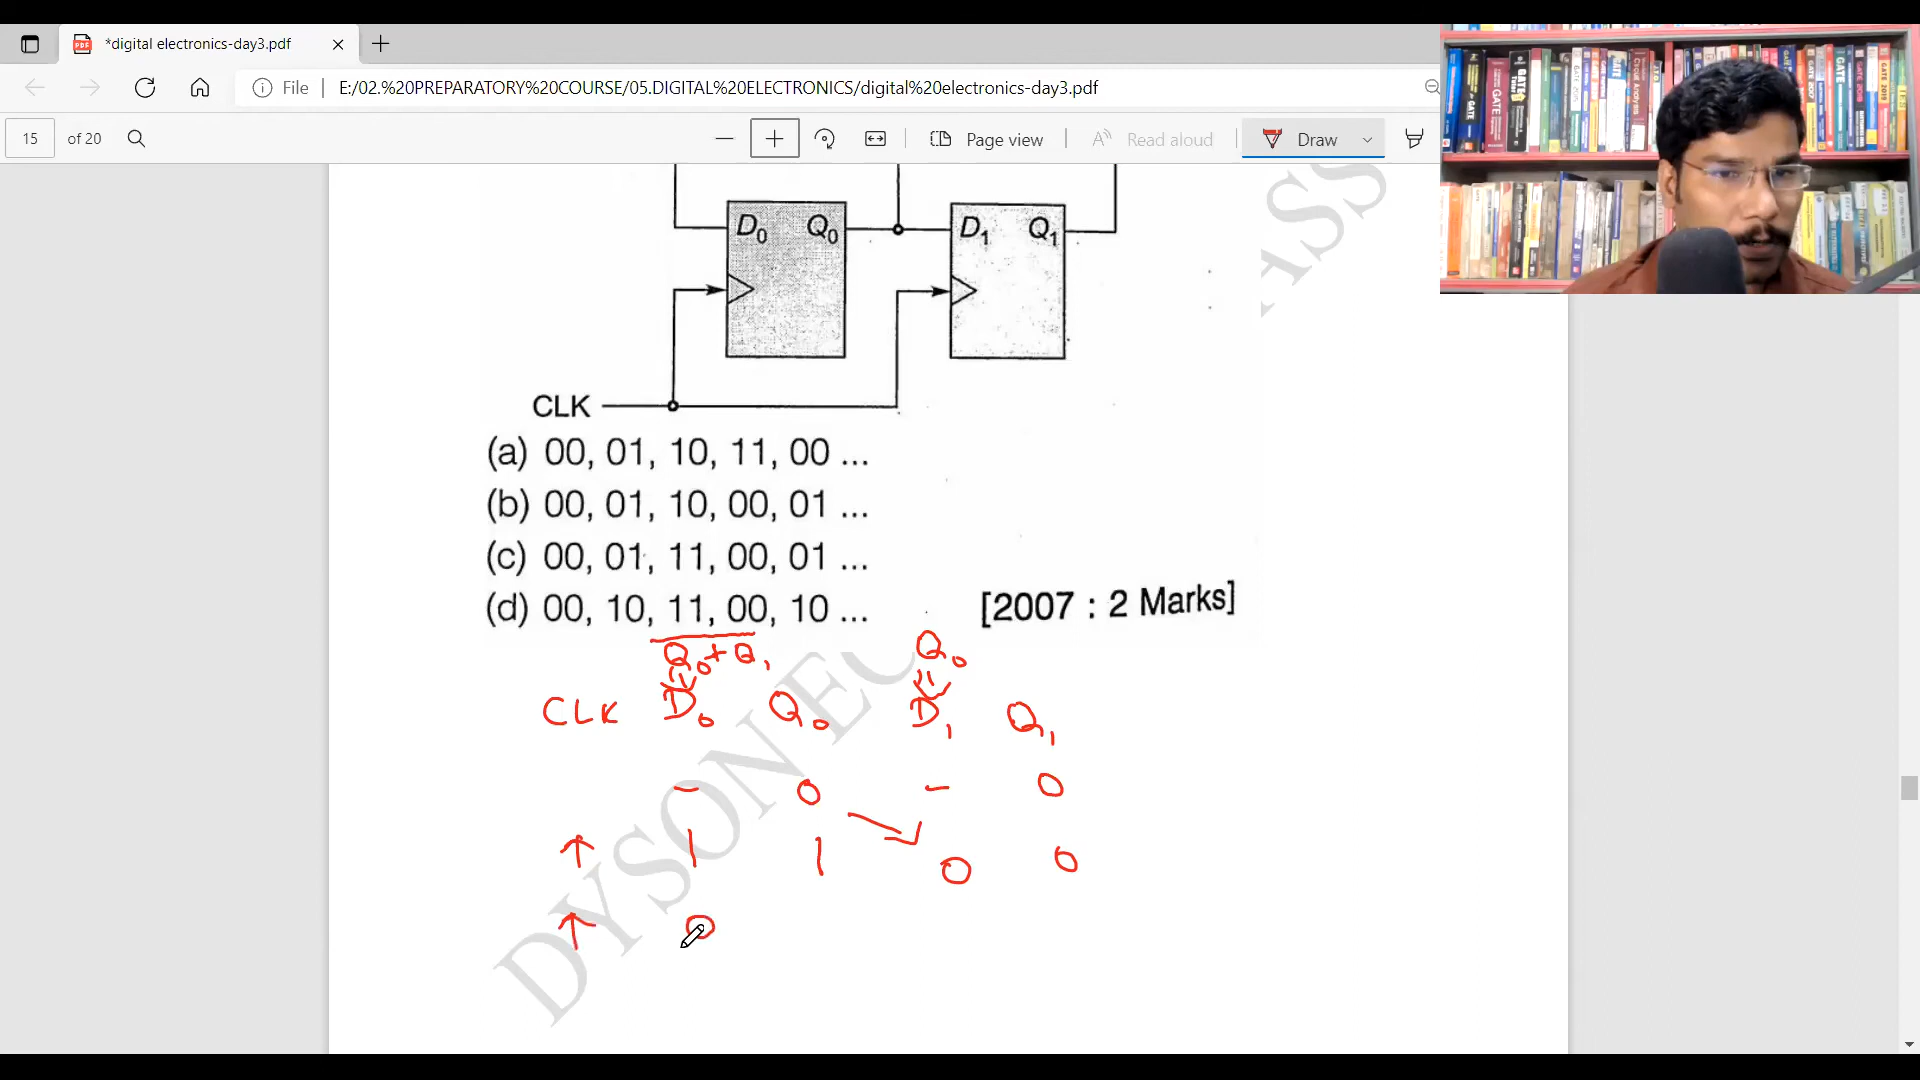 *digital electronics-day3.pdf
File E:/02.%20PREPARATORY%20COURSE/05.DIGITAL%20ELECTRONICS/digital%20electronics-day3.pdf
15 of 20 Page view Read aloud Draw
D0 Q0 D1 Q1
CLK
(a) 00, 01, 10, 11, 00 ...
(b) 00, 01, 10, 00, 01 ...
(c) 00, 01, 11, 00, 01 ...
(d) 00, 10, 11, 00, 10 ... [2007 : 2 Marks]
Q0+Q1 Q0
CLK D0 Q0 D1 Q1
- 0 - 0
↑ 1 1 0 0
↑ 0
DYSON EC
ASS